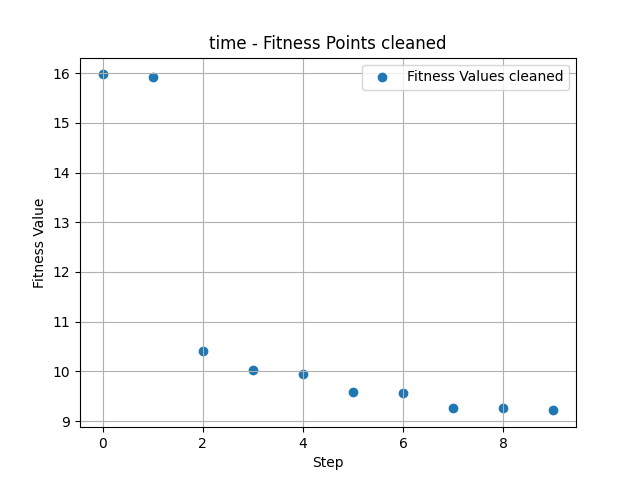 time - Fitness Points cleaned
Fitness Values cleaned
16
15
14
13
12
11
10
9
Fitness Value
0 2 4 6 8
Step